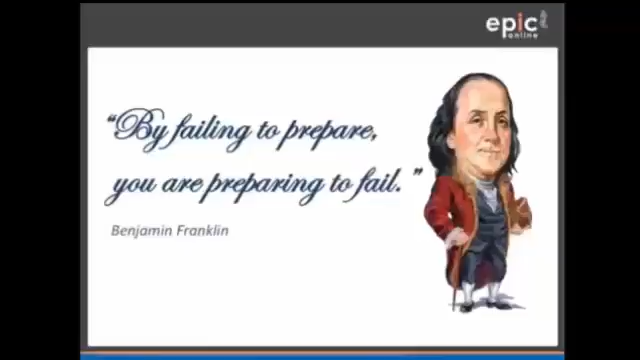 epic
online
“By failing to prepare,
you are preparing to fail.”
Benjamin Franklin